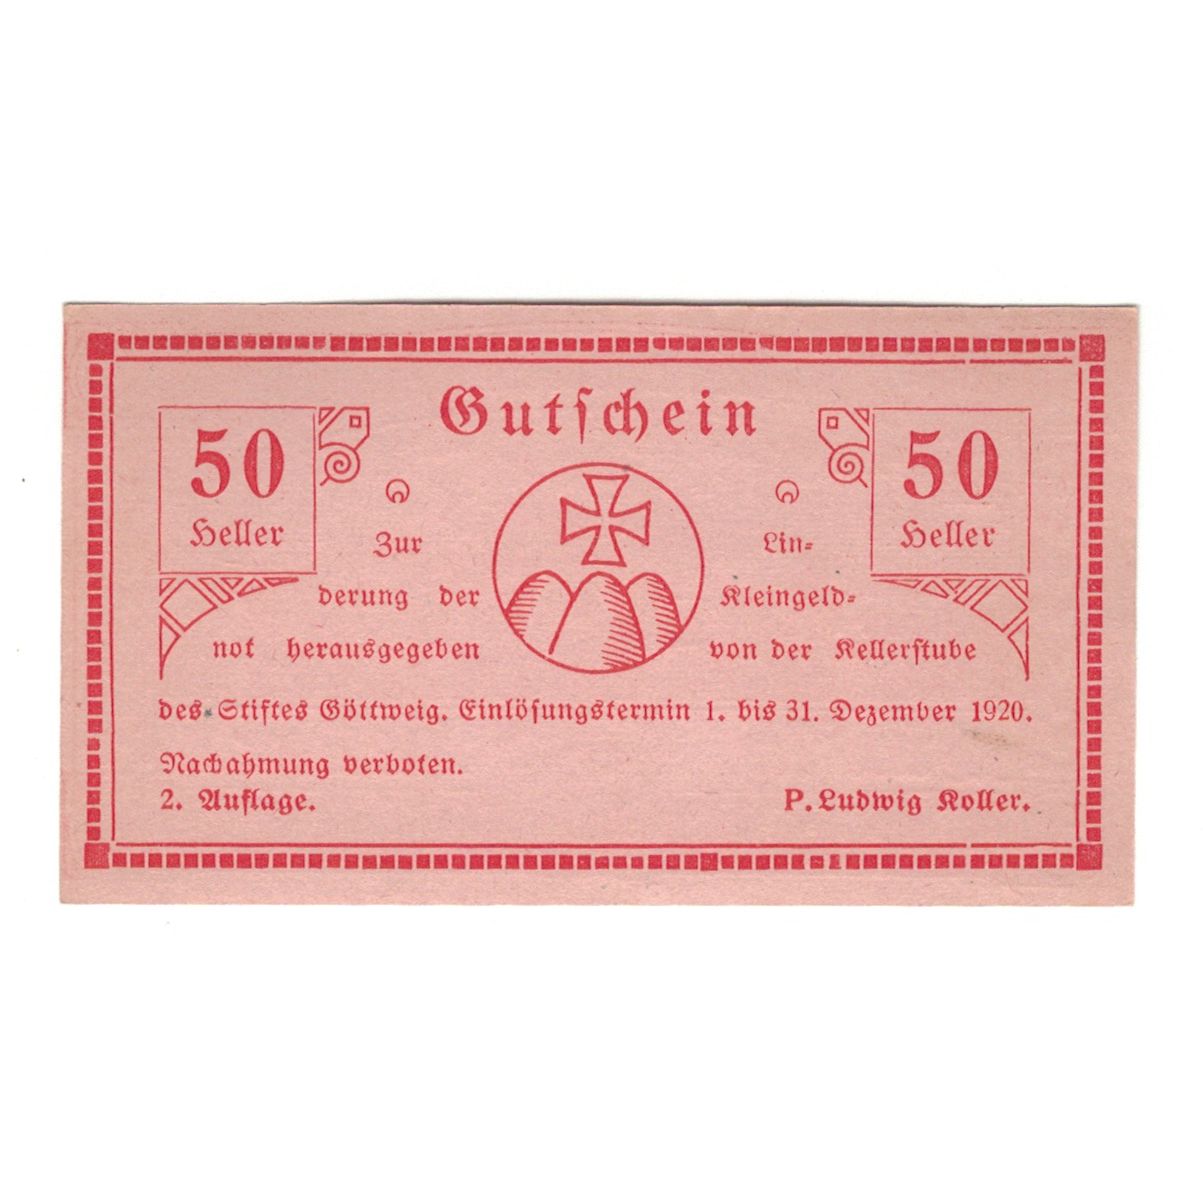 Gutschein
50 Heller 50 Heller
Zur Lin-
derung der Kleingeld-
not herausgegeben von der Kellerstube
des Stiftes Göttweig. Einlösungstermin 1. bis 31. Dezember 1920.
Nachahmung verboten.
2. Auflage. P. Ludwig Koller.